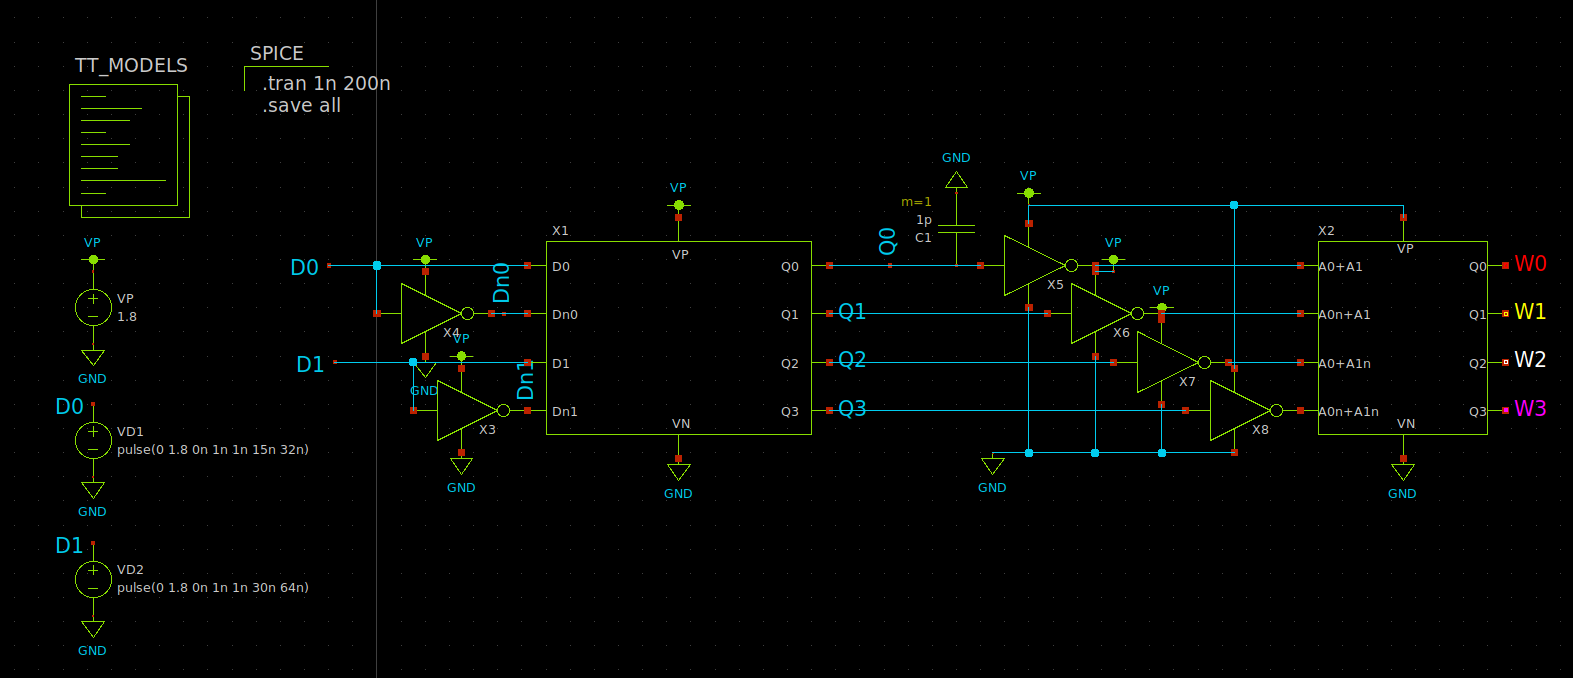 TT_MODELS
SPICE
.tran 1n 200n
.save all
VP
VP
1.8
GND
D0
VD1
pulse(0 1.8 0n 1n 1n 15n 32n)
GND
D1
VD2
pulse(0 1.8 0n 1n 1n 30n 64n)
GND
D0
D1
VP
X4
GND
Dn0
VP
X3
GND
Dn1
X1
VP
VP
D0
Dn0
D1
Dn1
Q0
Q1
Q2
Q3
VN
GND
Q0
Q1
Q2
Q3
GND
m=1
1p
C1
VP
X5
VP
X6
VP
X7
X8
GND
X2
VP
A0+A1
A0n+A1
A0+A1n
A0n+A1n
Q0
Q1
Q2
Q3
VN
GND
W0
W1
W2
W3